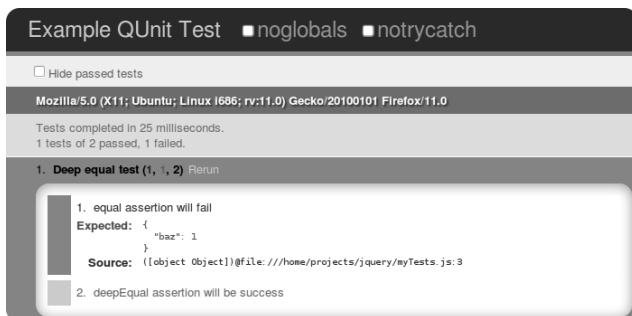 Example QUnit Test noglobals notrycatch
Hide passed tests
Mozilla/5.0 (X11; Ubuntu; Linux i686; rv:11.0) Gecko/20100101 Firefox/11.0
Tests completed in 25 milliseconds.
1 tests of 2 passed, 1 failed.
1. Deep equal test (1, 1, 2) Rerun
1. equal assertion will fail
Expected: {
"baz": 1
}
Source: ([object Object])@file:///home/projects/jquery/myTests.js:3
2. deepEqual assertion will be success